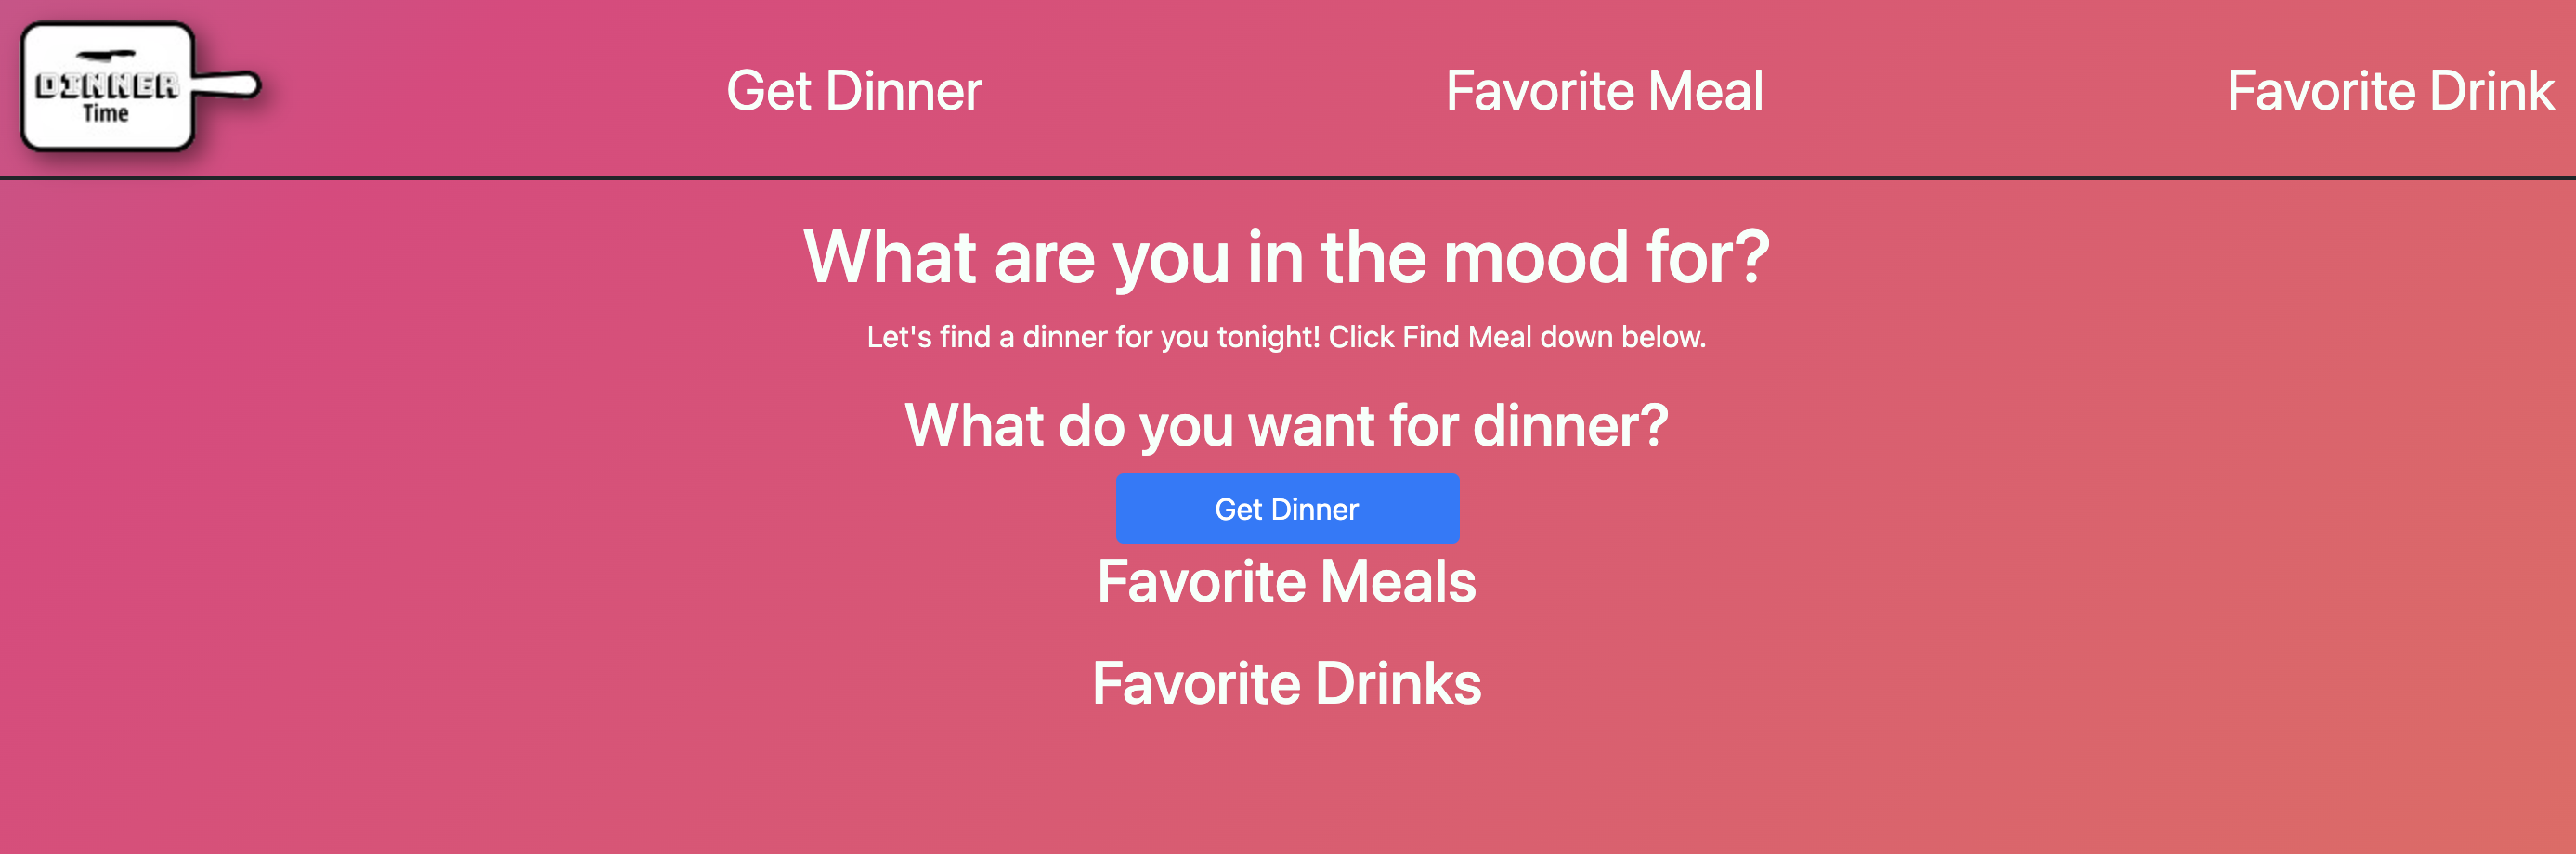 DINNER
Time
Get Dinner
Favorite Meal
Favorite Drink
What are you in the mood for?
Let's find a dinner for you tonight! Click Find Meal down below.
What do you want for dinner?
Get Dinner
Favorite Meals
Favorite Drinks